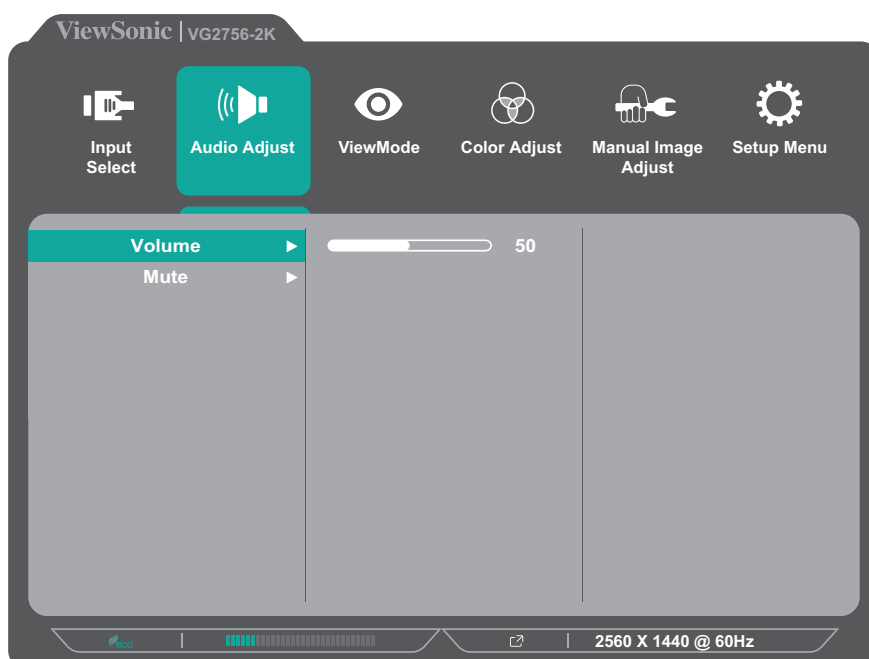 ViewSonic | VG2756-2K
Input Select
Audio Adjust
ViewMode
Color Adjust
Manual Image Adjust
Setup Menu
Volume
50
Mute
eco
2560 X 1440 @ 60Hz